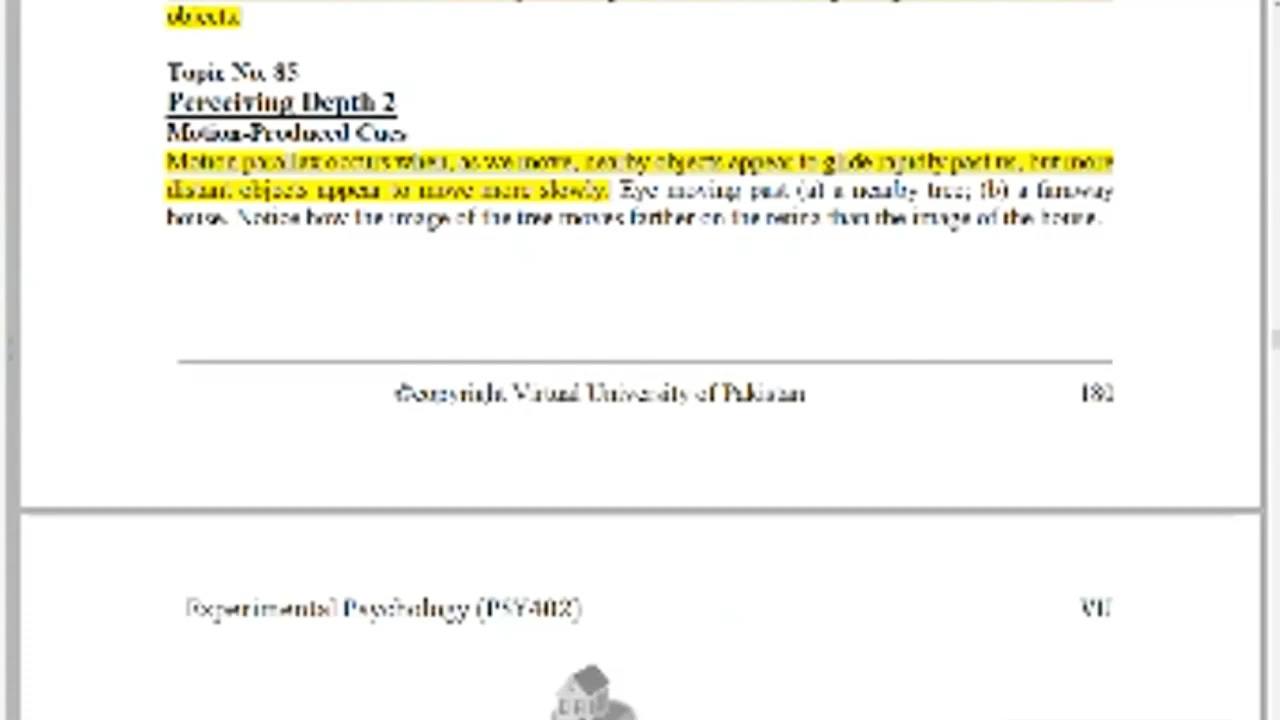 objects.
Topic No. 85
Perceiving Depth 2
Motion-Produced Cues
Motion parallax occurs when, as we move, nearby objects appear to glide rapidly past us, but more
distant objects appear to move more slowly. Eye moving past (a) a nearby tree; (b) a faraway
house. Notice how the image of the tree moves farther on the retina than the image of the house.
©copyright Virtual University of Pakistan 180
Experimental Psychology (PSY402) VU